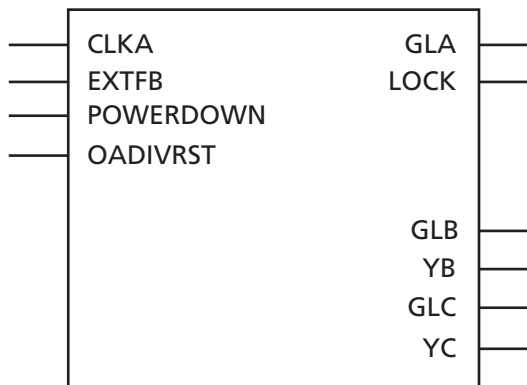 CLKA GLA
EXTFB LOCK
POWERDOWN
OADIVRST
GLB
YB
GLC
YC